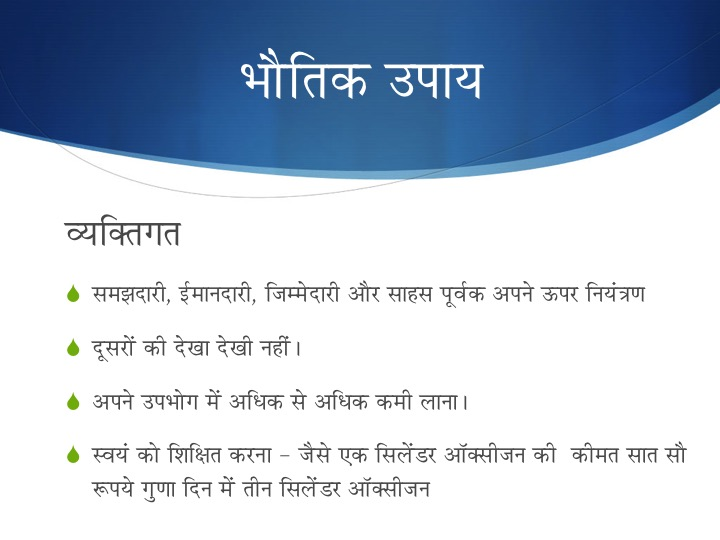 भौतिक उपाय
व्यक्तिगत
समझदारी, ईमानदारी, जिम्मेदारी और साहस पूर्वक अपने ऊपर नियंत्रण
दूसरों की देखा देखी नहीं।
अपने उपभोग में अधिक से अधिक कमी लाना।
स्वयं को शिक्षित करना – जैसे एक सिलेंडर ऑक्सीजन की कीमत सात सौ
रूपये गुणा दिन में तीन सिलेंडर ऑक्सीजन